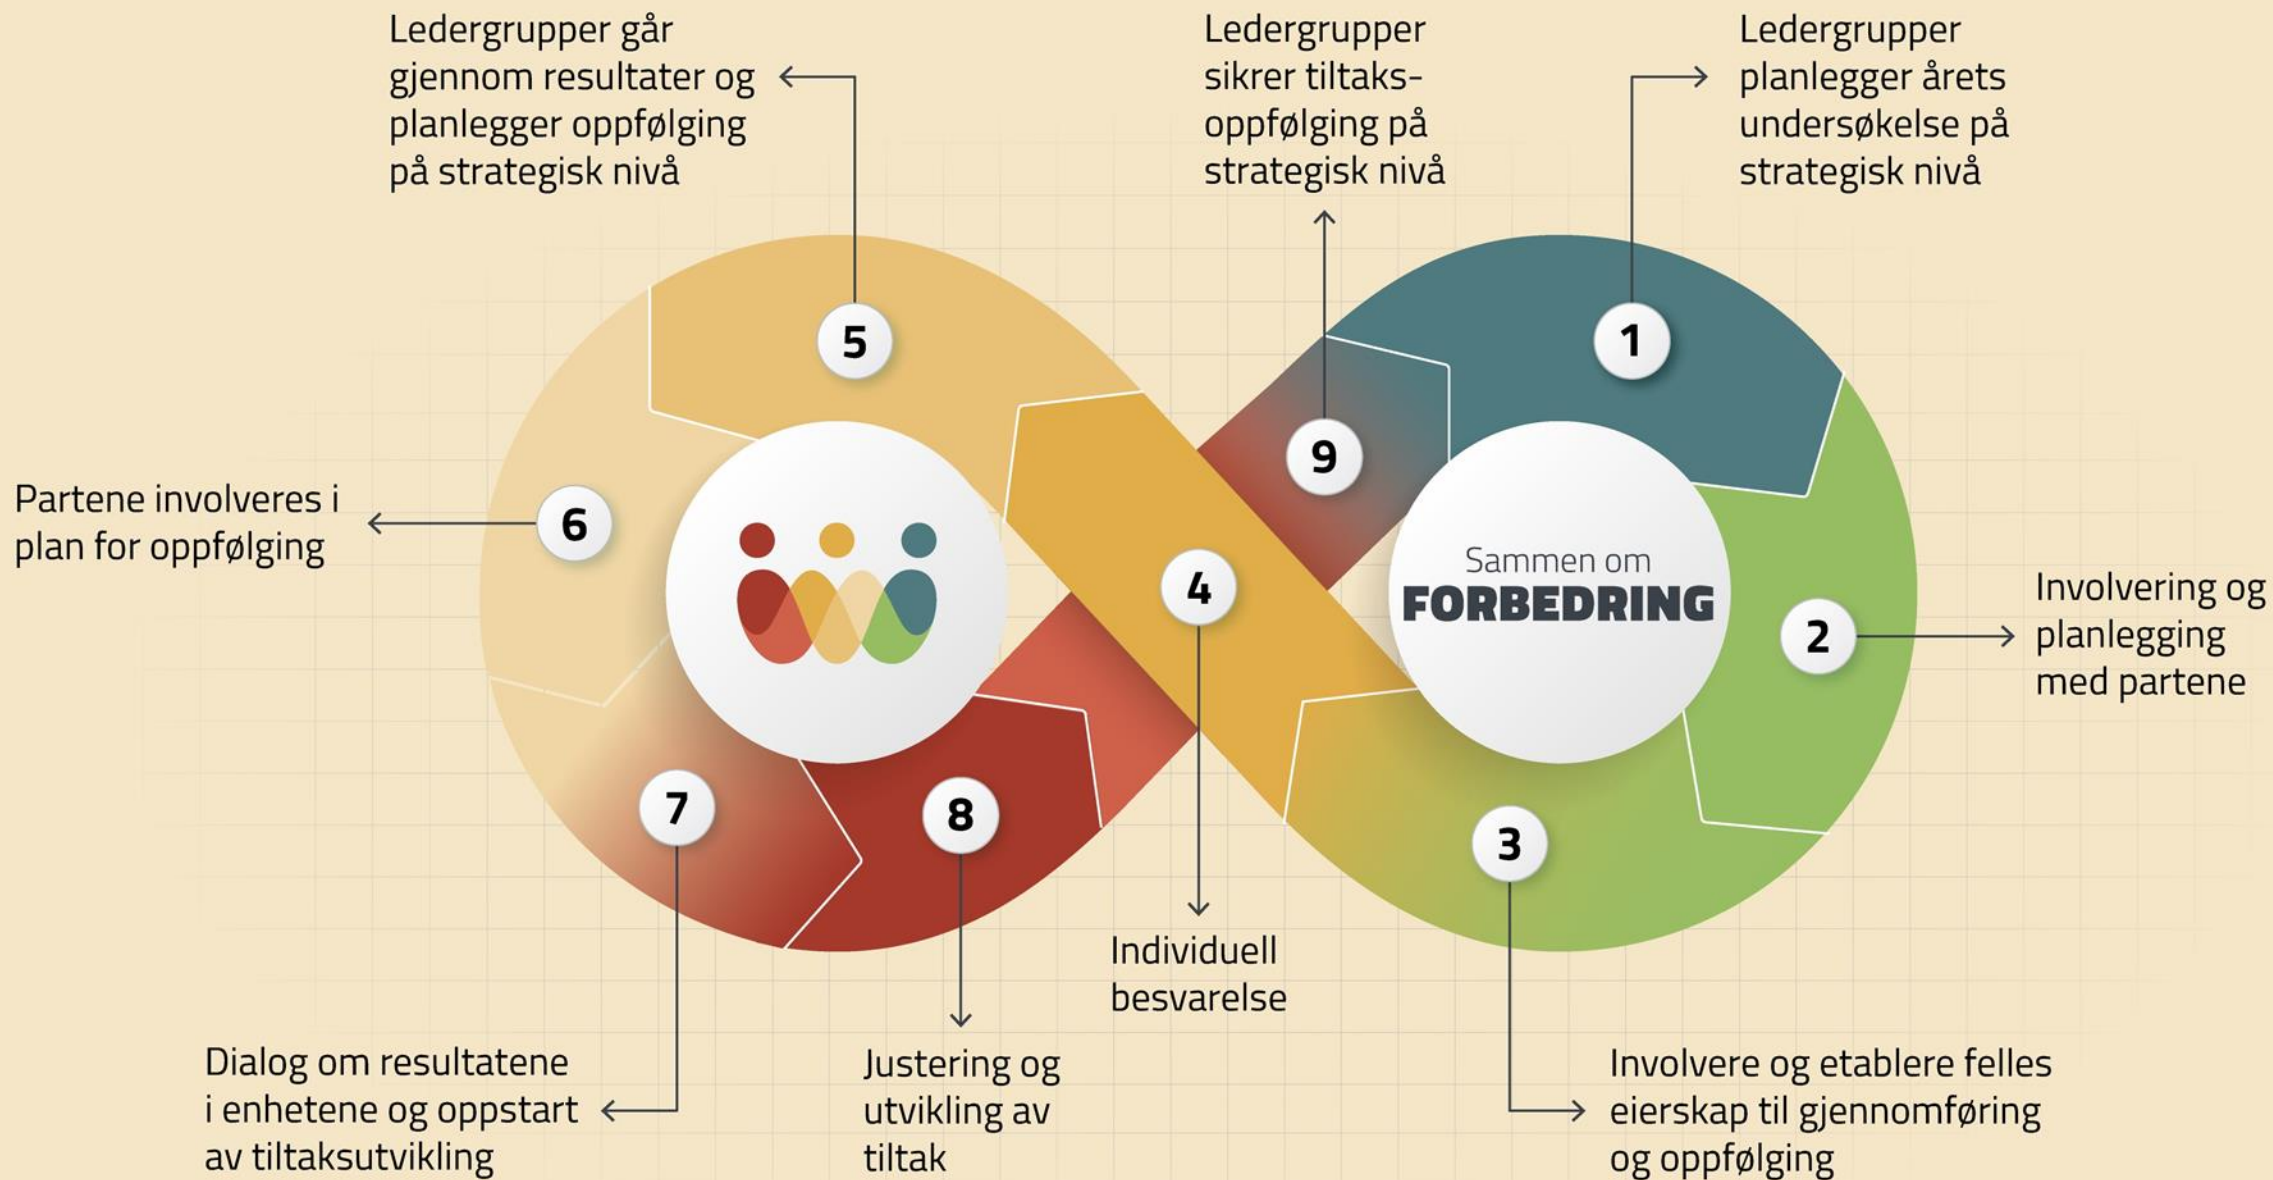 Ledergrupper går
gjennom resultater og
planlegger oppfølging
på strategisk nivå
Ledergrupper
sikrer tiltaks-
oppfølging på
strategisk nivå
Ledergrupper
planlegger årets
undersøkelse på
strategisk nivå
5
1
9
Partene involveres i
plan for oppfølging
6
4
Sammen om
FORBEDRING
2
Involvering og
planlegging
med partene
7
8
3
Individuell
besvarelse
Dialog om resultatene
i enhetene og oppstart
av tiltaksutvikling
Justering og
utvikling av
tiltak
Involvere og etablere felles
eierskap til gjennomføring
og oppfølging